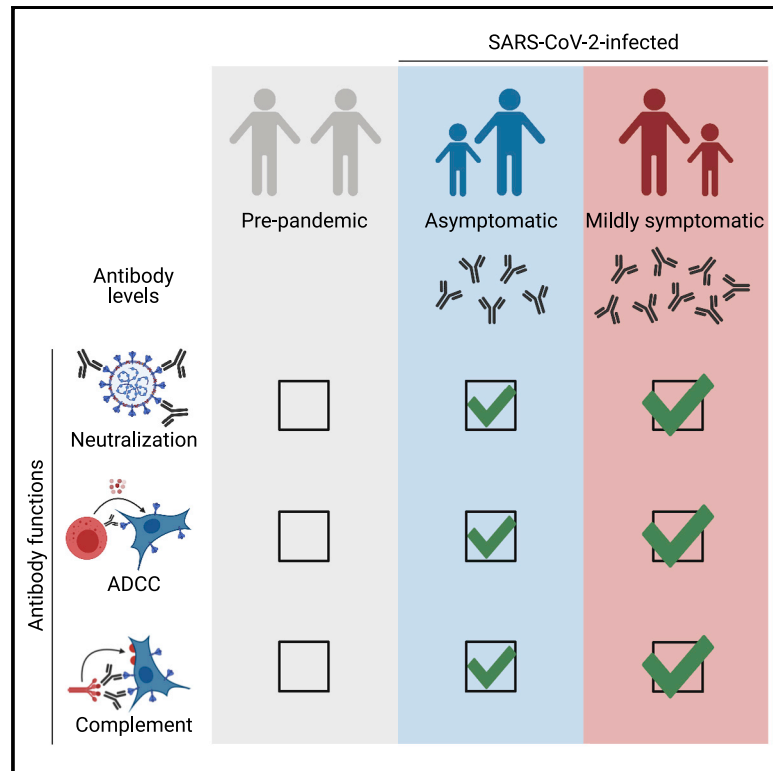 SARS-CoV-2-infected
Pre-pandemic
Asymptomatic
Mildly symptomatic
Antibody
levels
Antibody functions
Neutralization
ADCC
Complement